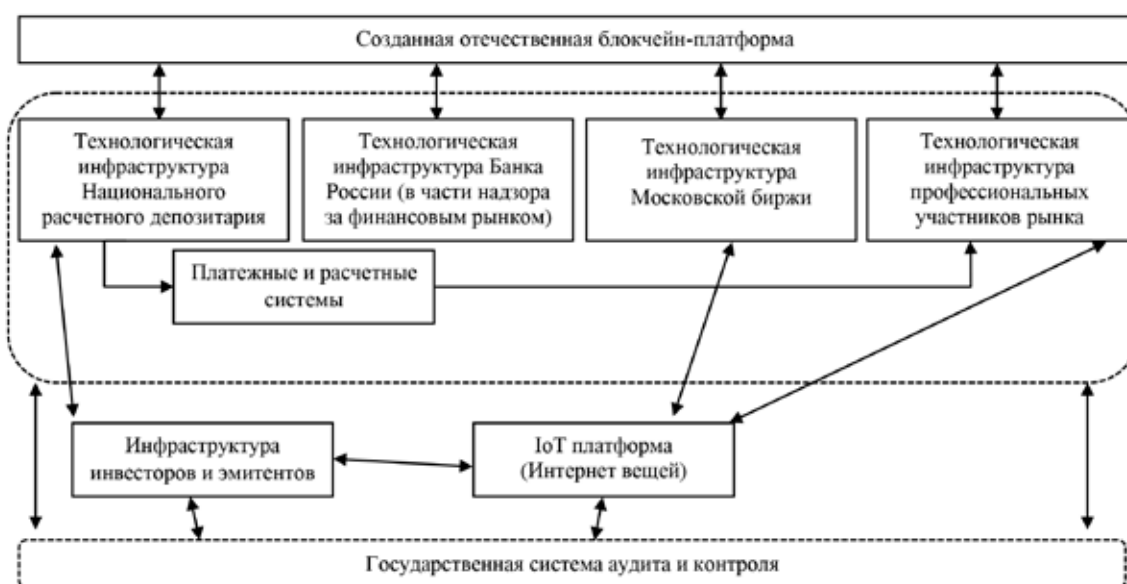 Созданная отечественная блокчейн-платформа
Технологическая
инфраструктура
Национального
расчетного депозитария
Технологическая
инфраструктура Банка
России (в части надзора
за финансовым рынком)
Технологическая
инфраструктура
Московской биржи
Технологическая
инфраструктура
профессиональных
участников рынка
Платежные и расчетные
системы
Инфраструктура
инвесторов и эмитентов
IoT платформа
(Интернет вещей)
Государственная система аудита и контроля